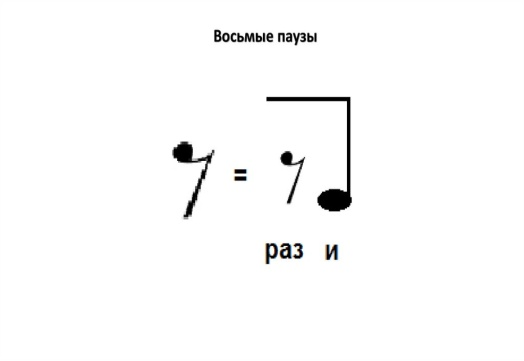 Восьмые паузы
=
раз и